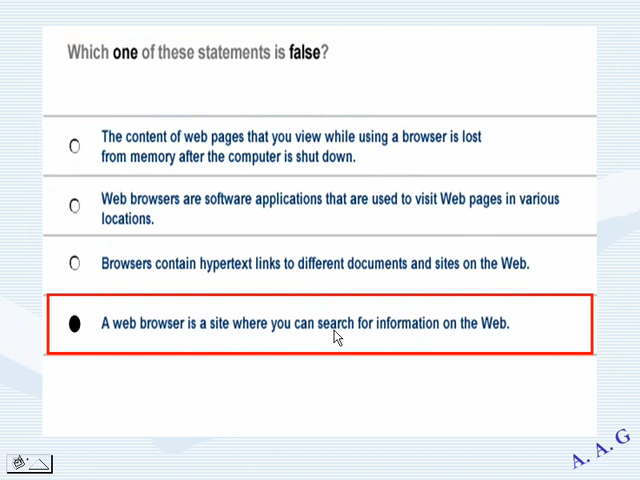 Which one of these statements is false?
The content of web pages that you view while using a browser is lost
from memory after the computer is shut down.
Web browsers are software applications that are used to visit Web pages in various
locations.
Browsers contain hypertext links to different documents and sites on the Web.
A web browser is a site where you can search for information on the Web.
A. A. G